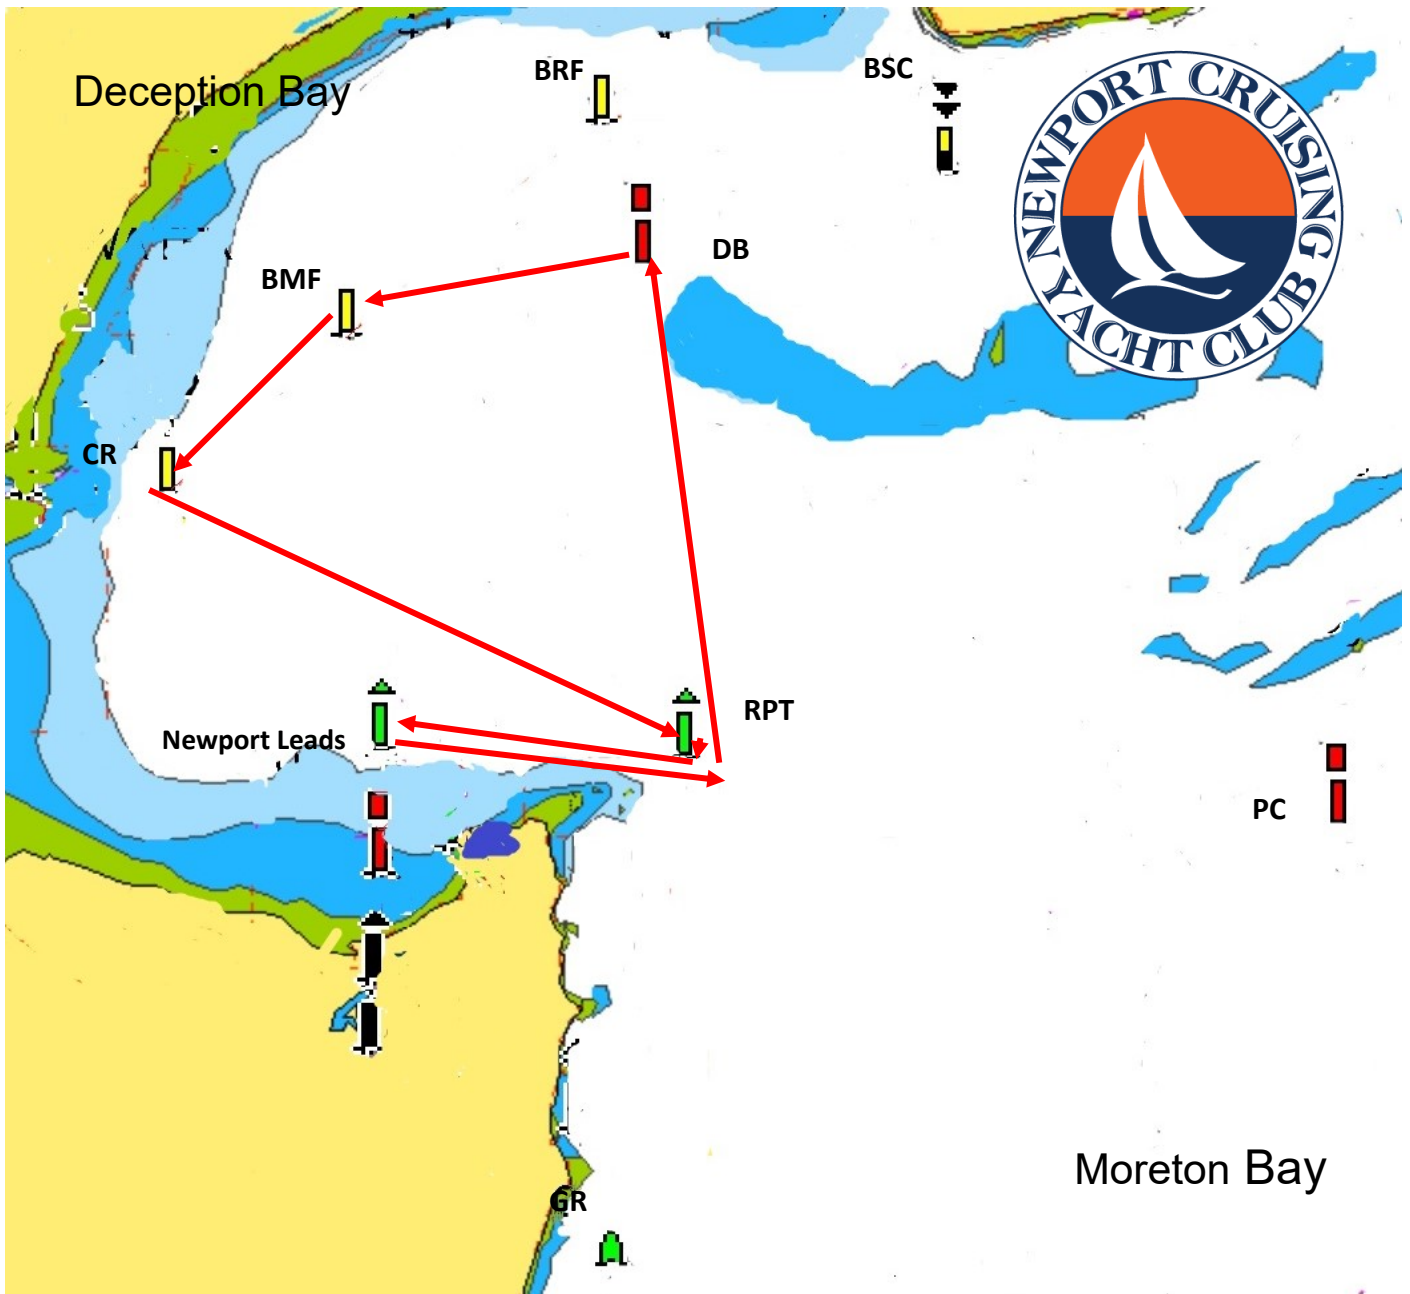 BRF
BSC
Deception Bay
NEWPORT CRUISING
YACHT CLUB
DB
BMF
CR
RPT
Newport Leads
PC
Moreton Bay
GR